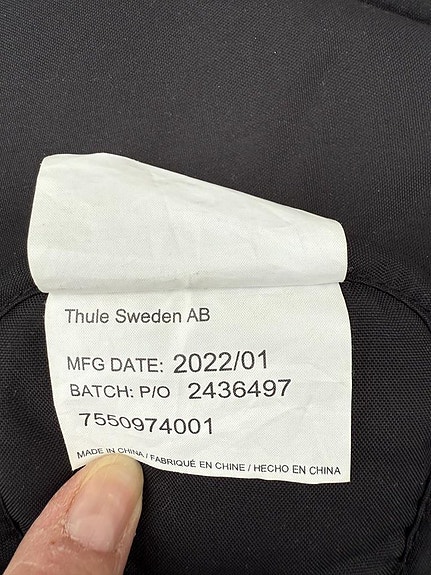 Thule Sweden AB
MFG DATE: 2022/01
BATCH: P/O 2436497
7550974001
MADE IN CHINA / FABRIQUÉ EN CHINE / HECHO EN CHINA